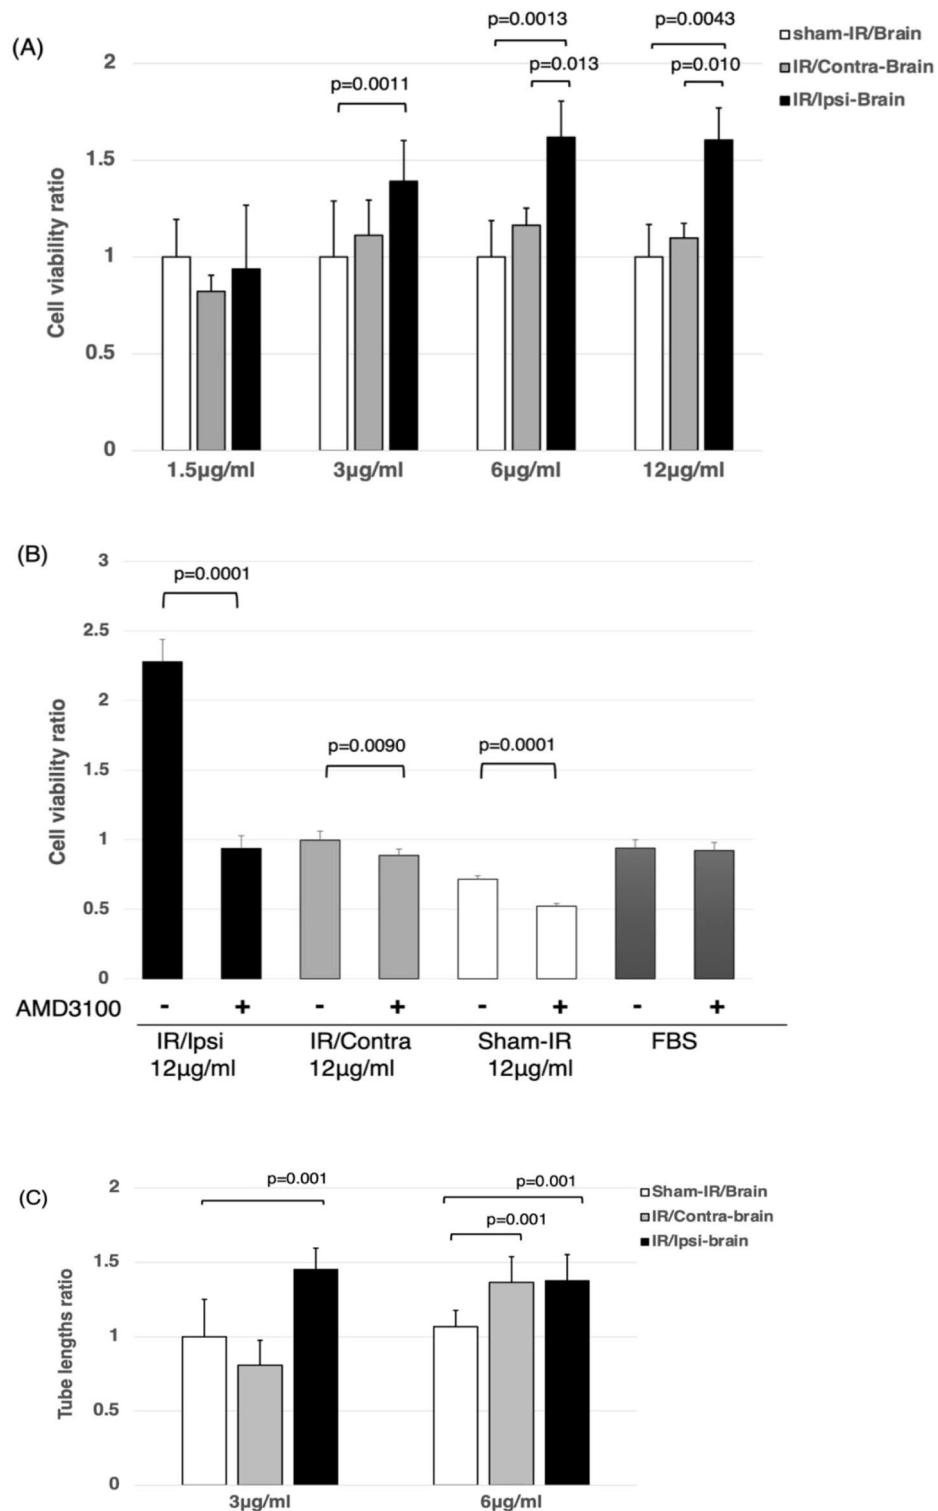 (A)
p=0.0013
p=0.0043
sham-IR/Brain
IR/Contra-Brain
IR/Ipsi-Brain
p=0.013
p=0.010
p=0.0011
2
1.5
1
0.5
0
Cell viability ratio
1.5µg/ml
3µg/ml
6µg/ml
12µg/ml
(B)
3
2.5
2
1.5
1
0.5
0
Cell viability ratio
p=0.0001
p=0.0090
p=0.0001
AMD3100 - + - + - + - +
IR/Ipsi IR/Contra Sham-IR FBS
12µg/ml 12µg/ml 12µg/ml
(C)
2
1.5
1
0.5
0
Tube lengths ratio
p=0.001
p=0.001
p=0.001
Sham-IR/Brain
IR/Contra-brain
IR/Ipsi-brain
3µg/ml
6µg/ml